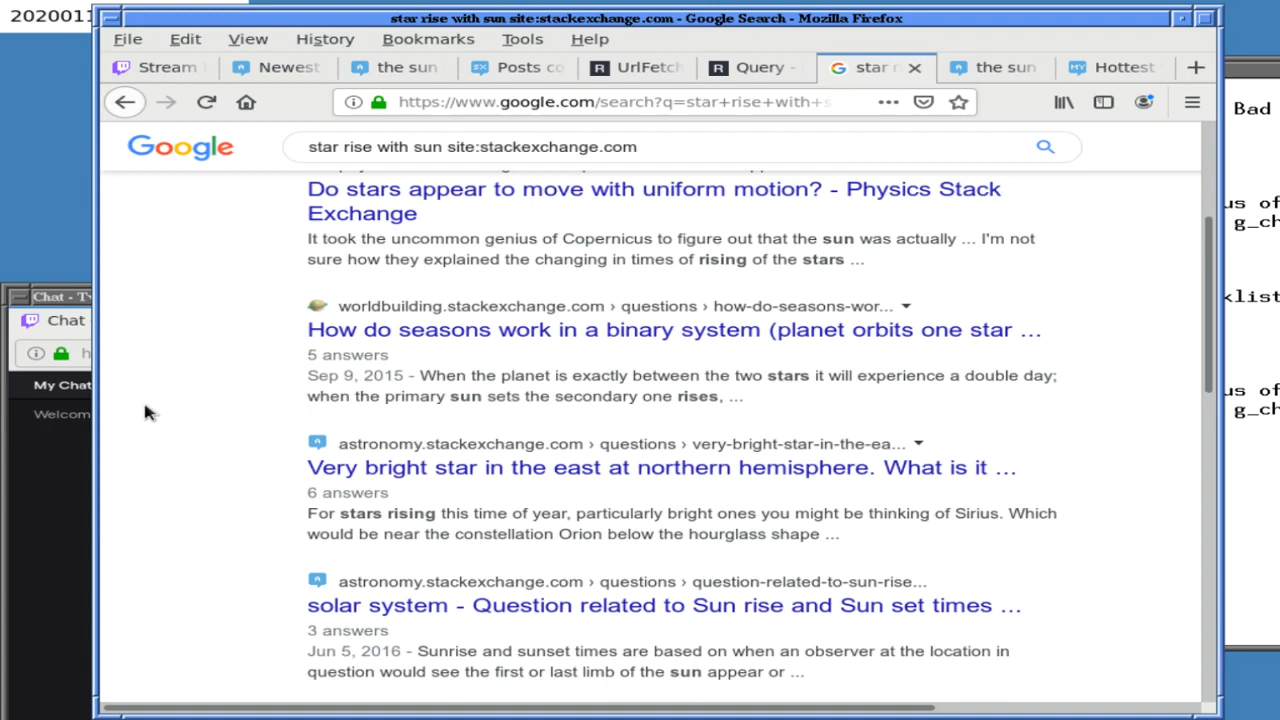 2020011
star rise with sun site:stackexchange.com - Google Search - Mozilla Firefox
File Edit View History Bookmarks Tools Help
Stream Newest the sun Posts co UrlFetch Query - star r the sun Hottest
https://www.google.com/search?q=star+rise+with+s
Google star rise with sun site:stackexchange.com
Do stars appear to move with uniform motion? - Physics Stack
Exchange
It took the uncommon genius of Copernicus to figure out that the sun was actually ... I'm not
sure how they explained the changing in times of rising of the stars ...
worldbuilding.stackexchange.com › questions › how-do-seasons-wor...
How do seasons work in a binary system (planet orbits one star ...
5 answers
Sep 9, 2015 - When the planet is exactly between the two stars it will experience a double day;
when the primary sun sets the secondary one rises, ...
astronomy.stackexchange.com › questions › very-bright-star-in-the-ea...
Very bright star in the east at northern hemisphere. What is it ...
6 answers
For stars rising this time of year, particularly bright ones you might be thinking of Sirius. Which
would be near the constellation Orion below the hourglass shape ...
astronomy.stackexchange.com › questions › question-related-to-sun-rise...
solar system - Question related to Sun rise and Sun set times ...
3 answers
Jun 5, 2016 - Sunrise and sunset times are based on when an observer at the location in
question would see the first or last limb of the sun appear or ...
Chat - Tw
Chat
h
My Chat
Welcom
Bad
us of
g_ch
klist
us of
g_ch